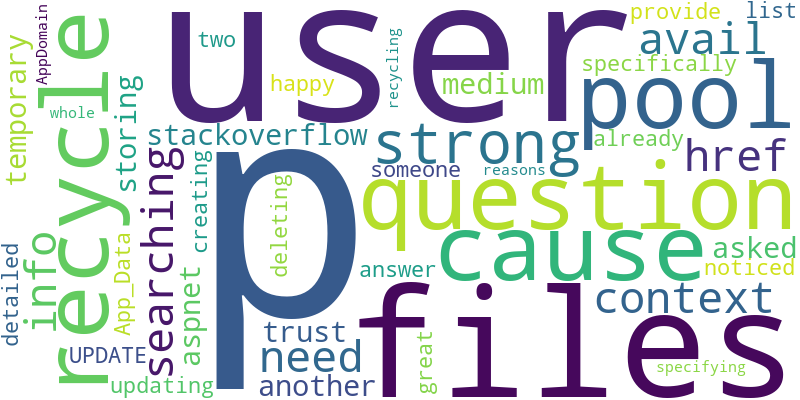 user
p
files
recycle
question
cause
pool
strong
searching
need
info
context
href
avail
storing
stackoverflow
temporary
aspnet
trust
another
medium
asked
detailed
App_Data
creating
UPDATE
updating
deleting
great
answer
someone
happy
two
AppDomain
recycling
reasons
whole
provide
list
specifically
already
noticed
specifying